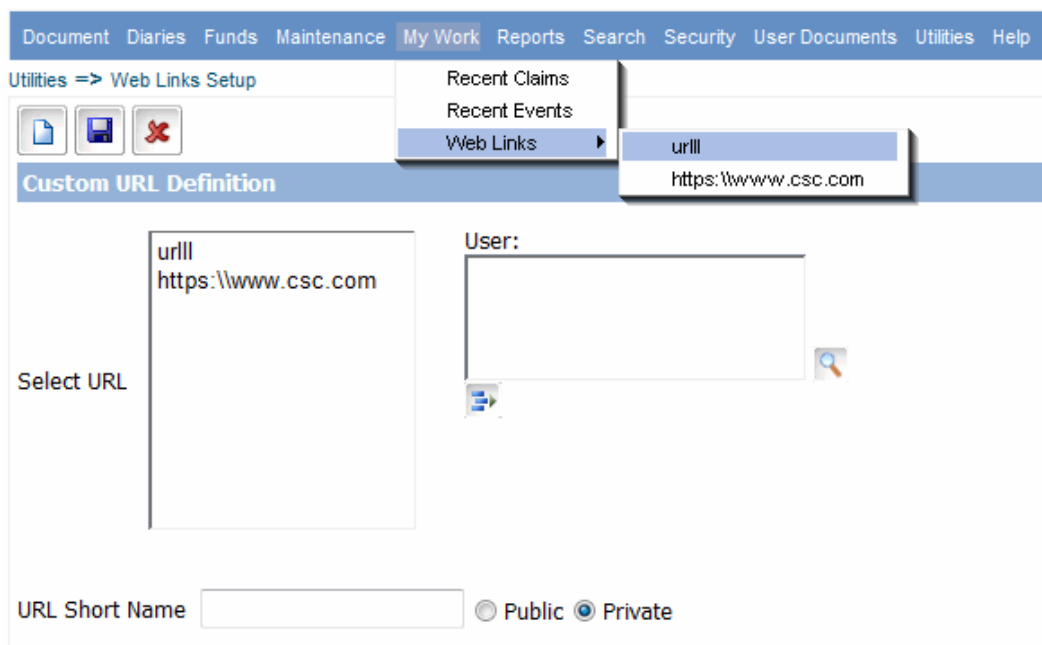 Document Diaries Funds Maintenance My Work Reports Search Security User Documents Utilities Help
Utilities => Web Links Setup
Recent Claims
Recent Events
Web Links
urlll
https:\\wwww.csc.com
Custom URL Definition
Select URL
urlll
https:\\www.csc.com
User:
URL Short Name
Public Private